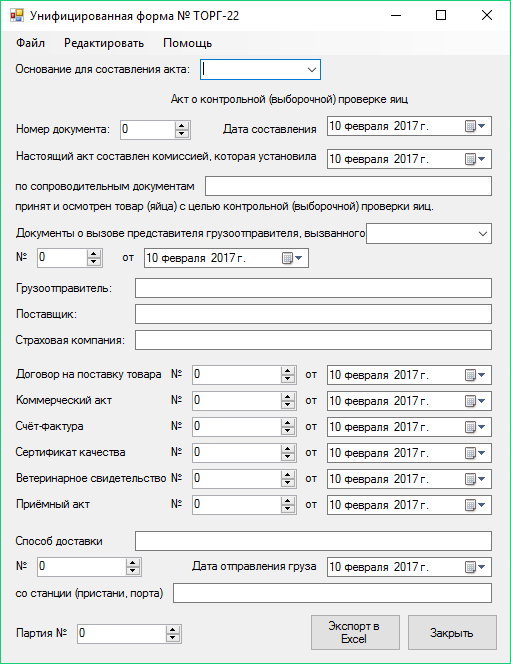 Унифицированная форма № ТОРГ-22
Файл Редактировать Помощь
Основание для составления акта:
Акт о контрольной (выборочной) проверке яиц
Номер документа: 0 Дата составления 10 февраля 2017 г.
Настоящий акт составлен комиссией, которая установила 10 февраля 2017 г.
по сопроводительным документам
принят и осмотрен товар (яйца) с целью контрольной (выборочной) проверки яиц.
Документы о вызове представителя грузоотправителя, вызванного
№ 0 от 10 февраля 2017 г.
Грузоотправитель:
Поставщик:
Страховая компания:
Договор на поставку товара № 0 от 10 февраля 2017 г.
Коммерческий акт № 0 от 10 февраля 2017 г.
Счёт-фактура № 0 от 10 февраля 2017 г.
Сертификат качества № 0 от 10 февраля 2017 г.
Ветеринарное свидетельство № 0 от 10 февраля 2017 г.
Приёмный акт № 0 от 10 февраля 2017 г.
Способ доставки
№ 0 Дата отправления груза 10 февраля 2017 г.
со станции (пристани, порта)
Партия № 0
Экспорт в
Excel
Закрыть